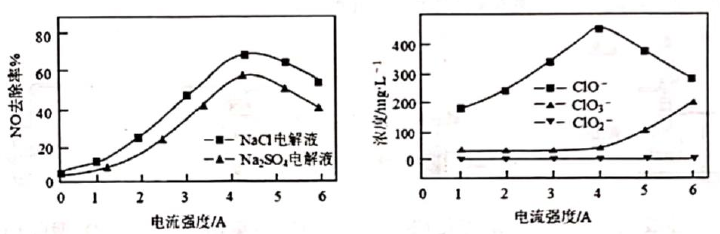 NO去除率%
80
60
40
20
0
0 1 2 3 4 5 6
NaCl电解液
Na₂SO₄电解液
电流强度/A
浓度/mg·L⁻¹
400
300
200
100
0
0 1 2 3 4 5 6
ClO⁻
ClO₃⁻
ClO₂⁻
电流强度/A